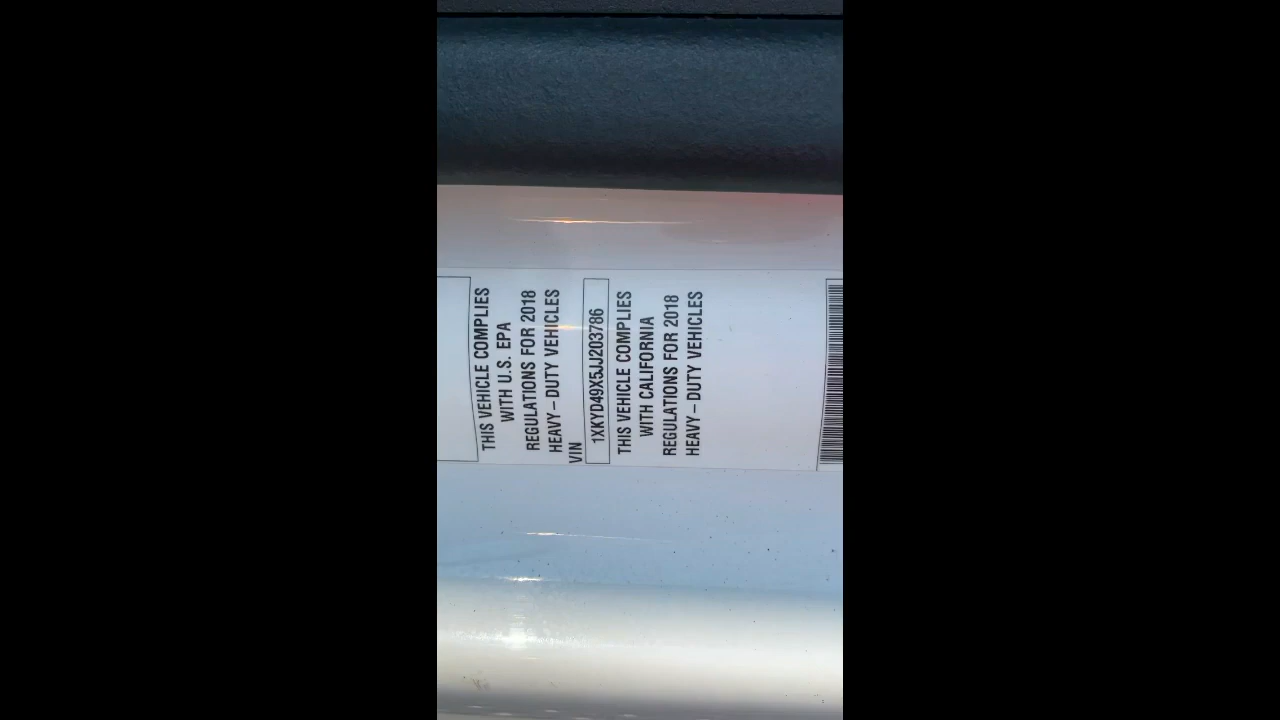 THIS VEHICLE COMPLIES
WITH U.S. EPA
REGULATIONS FOR 2018
HEAVY-DUTY VEHICLES
VIN
1XKYD49X5JJ203786
THIS VEHICLE COMPLIES
WITH CALIFORNIA
REGULATIONS FOR 2018
HEAVY-DUTY VEHICLES